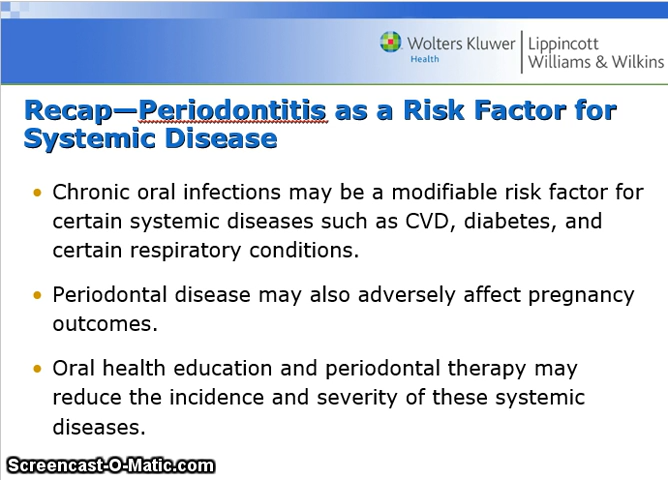 Wolters Kluwer
Health
Lippincott
Williams & Wilkins
Recap—Periodontitis as a Risk Factor for
Systemic Disease
• Chronic oral infections may be a modifiable risk factor for
certain systemic diseases such as CVD, diabetes, and
certain respiratory conditions.
• Periodontal disease may also adversely affect pregnancy
outcomes.
• Oral health education and periodontal therapy may
reduce the incidence and severity of these systemic
diseases.
Screencast-O-Matic.com